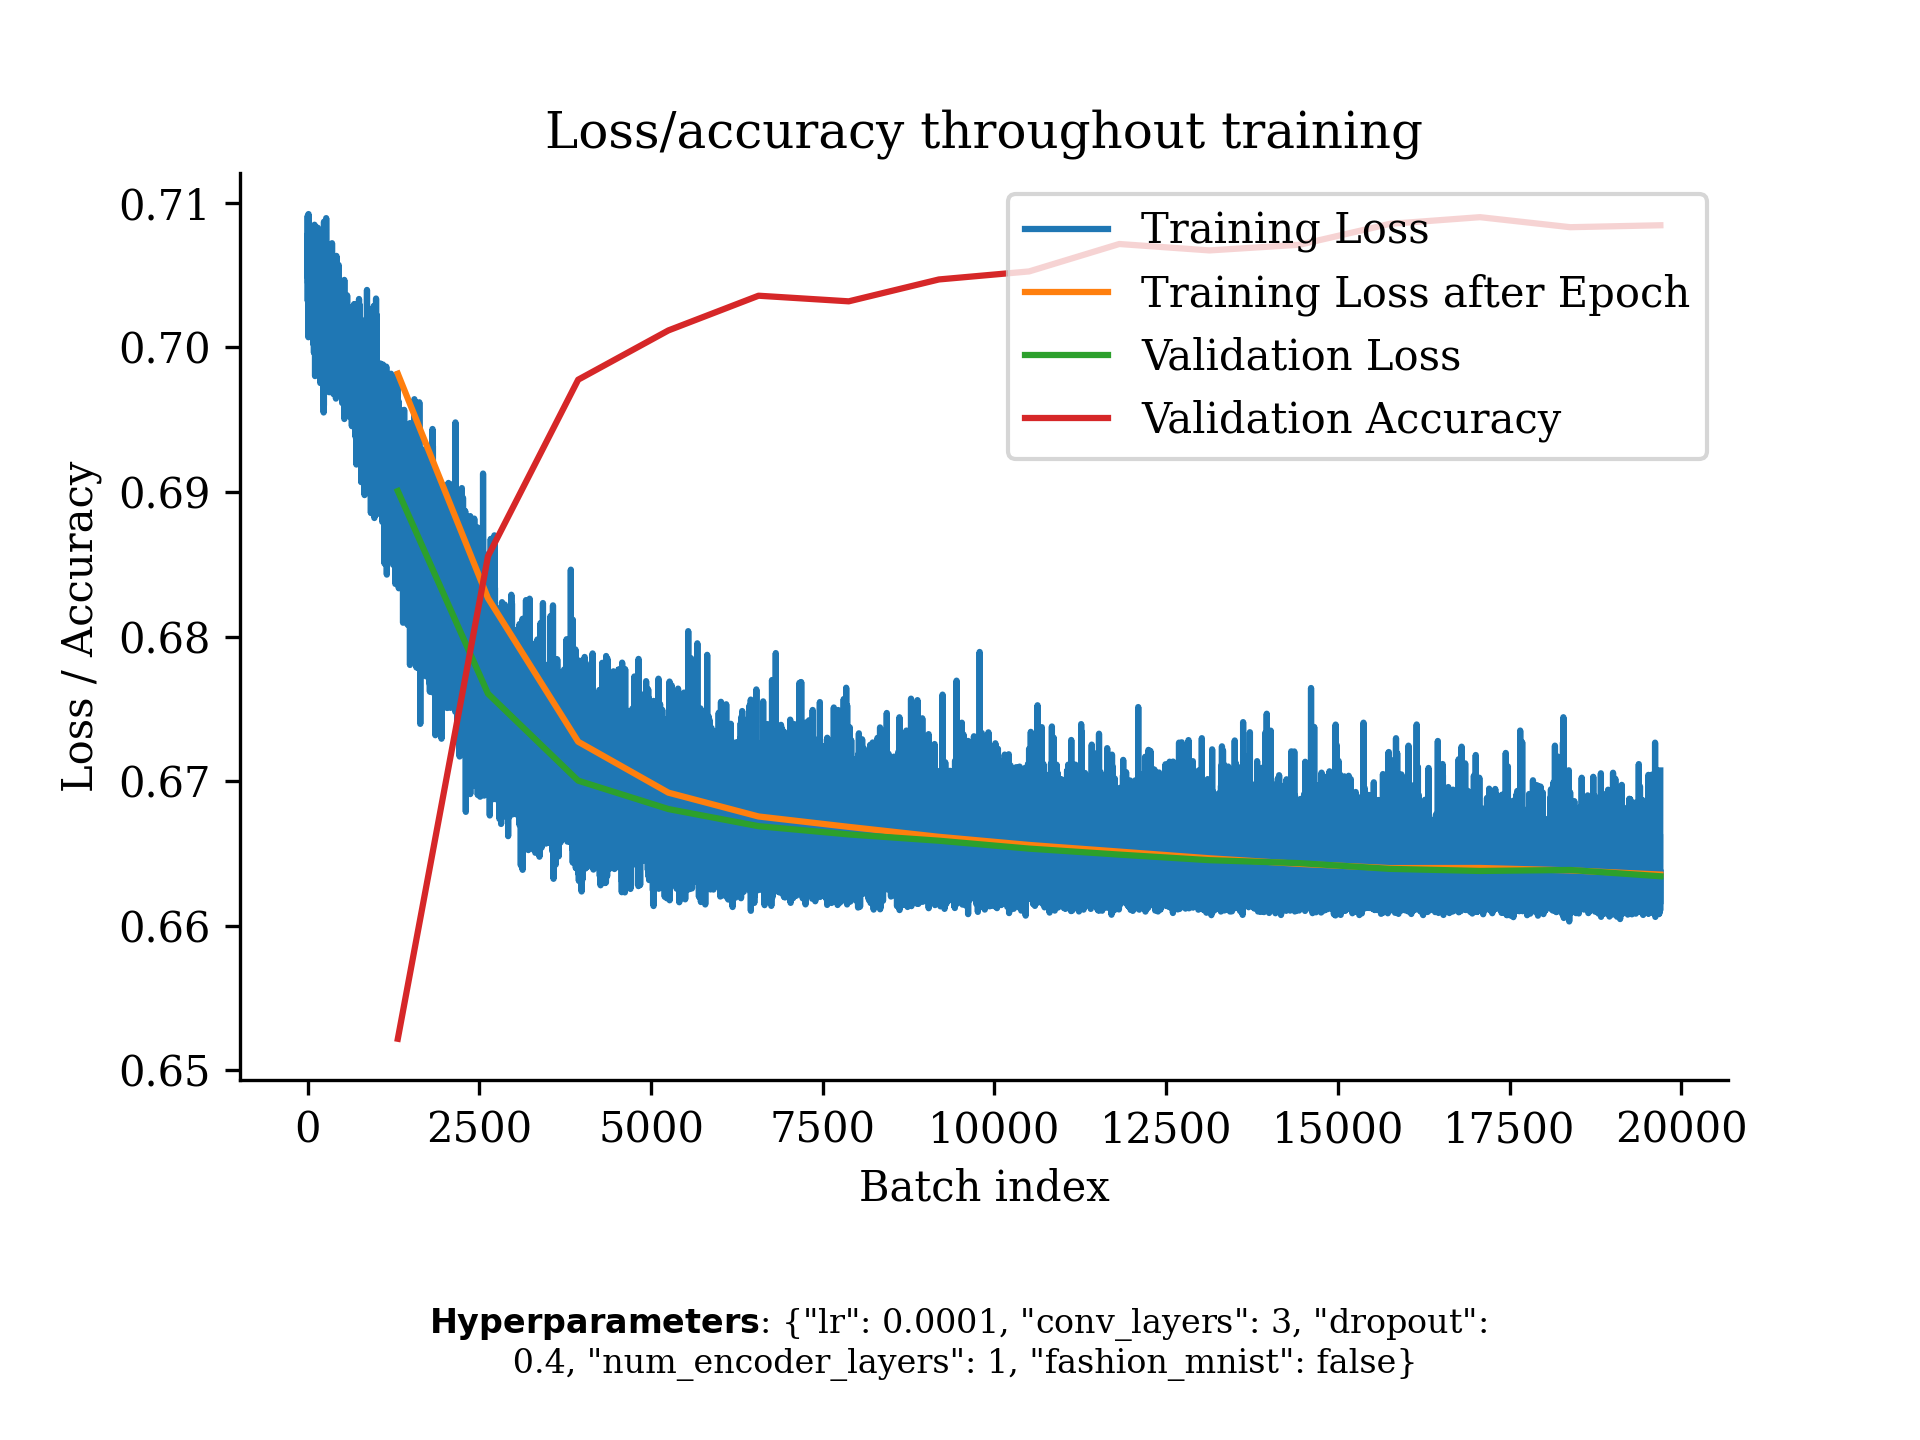 Loss/accuracy throughout training
0.71
0.70
0.69
0.68
0.67
0.66
0.65
Loss / Accuracy
Training Loss
Training Loss after Epoch
Validation Loss
Validation Accuracy
0 2500 5000 7500 10000 12500 15000 17500 20000
Batch index
Hyperparameters: {"lr": 0.0001, "conv_layers": 3, "dropout":
0.4, "num_encoder_layers": 1, "fashion_mnist": false}